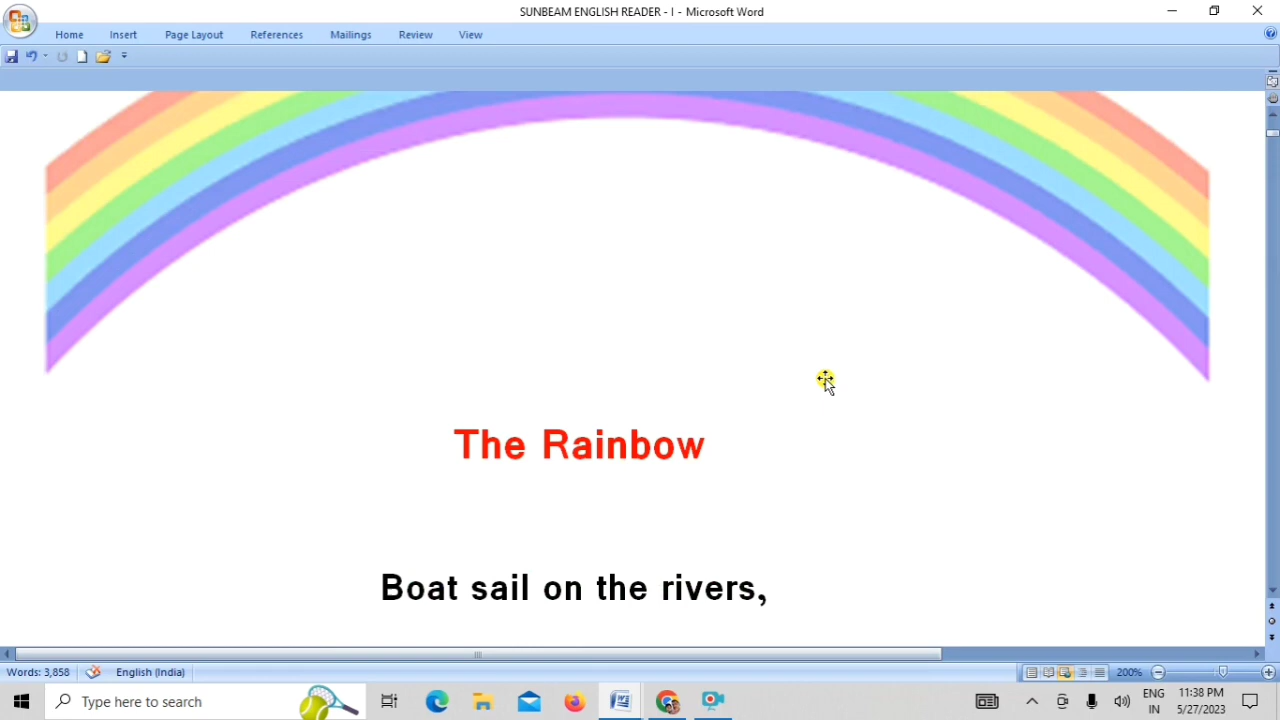 SUNBEAM ENGLISH READER - I - Microsoft Word
Home Insert Page Layout References Mailings Review View
The Rainbow
Boat sail on the rivers,
Words: 3,858 English (India) 200%
Type here to search
ENG 11:38 PM
IN 5/27/2023